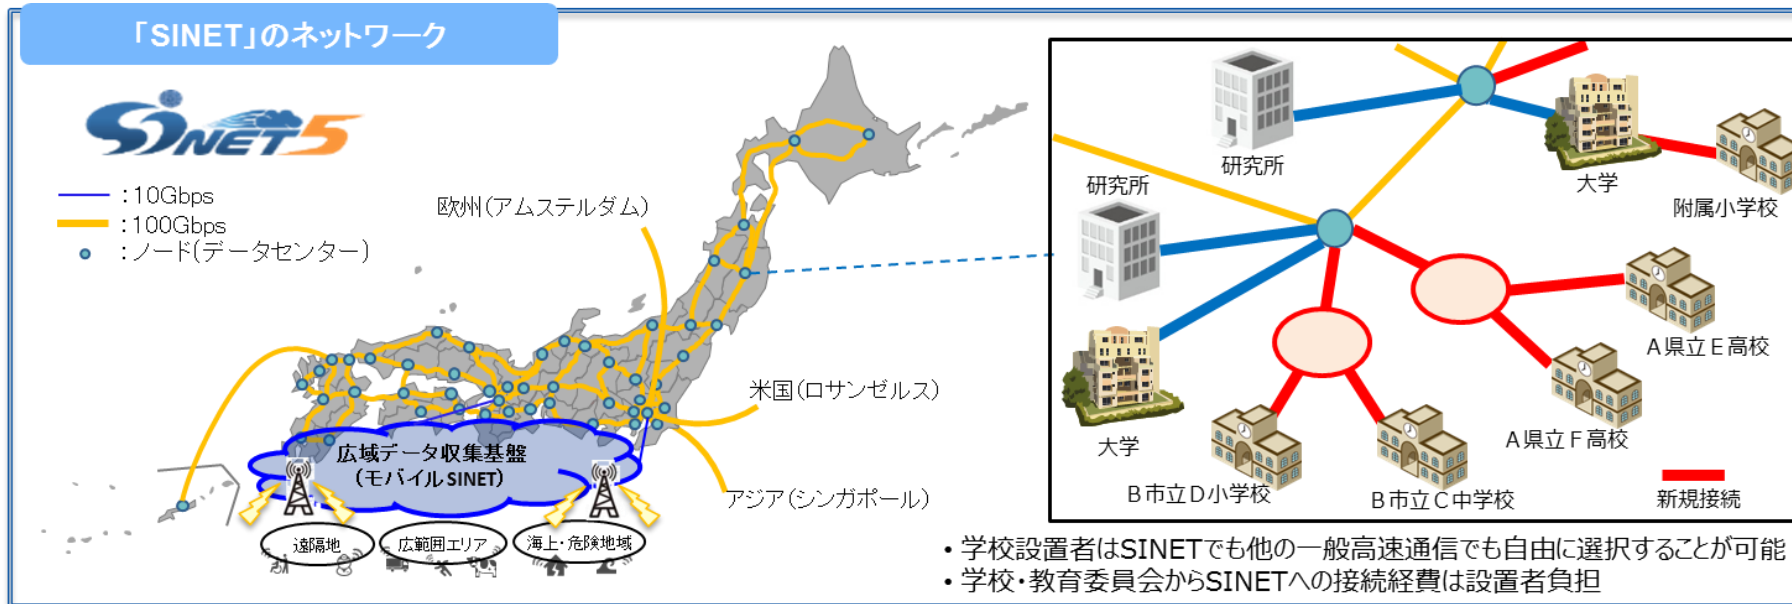 「SINET」のネットワーク
SiNET5
：10Gbps
：100Gbps
：ノード(データセンター)
欧州(アムステルダム)
米国(ロサンゼルス)
アジア(シンガポール)
広域データ収集基盤
(モバイルSINET)
遠隔地
広範囲エリア
海上・危険地域
研究所
大学
附属小学校
研究所
大学
A県立E高校
A県立F高校
B市立D小学校
B市立C中学校
新規接続
・学校設置者はSINETでも他の一般高速通信でも自由に選択することが可能
・学校・教育委員会からSINETへの接続経費は設置者負担